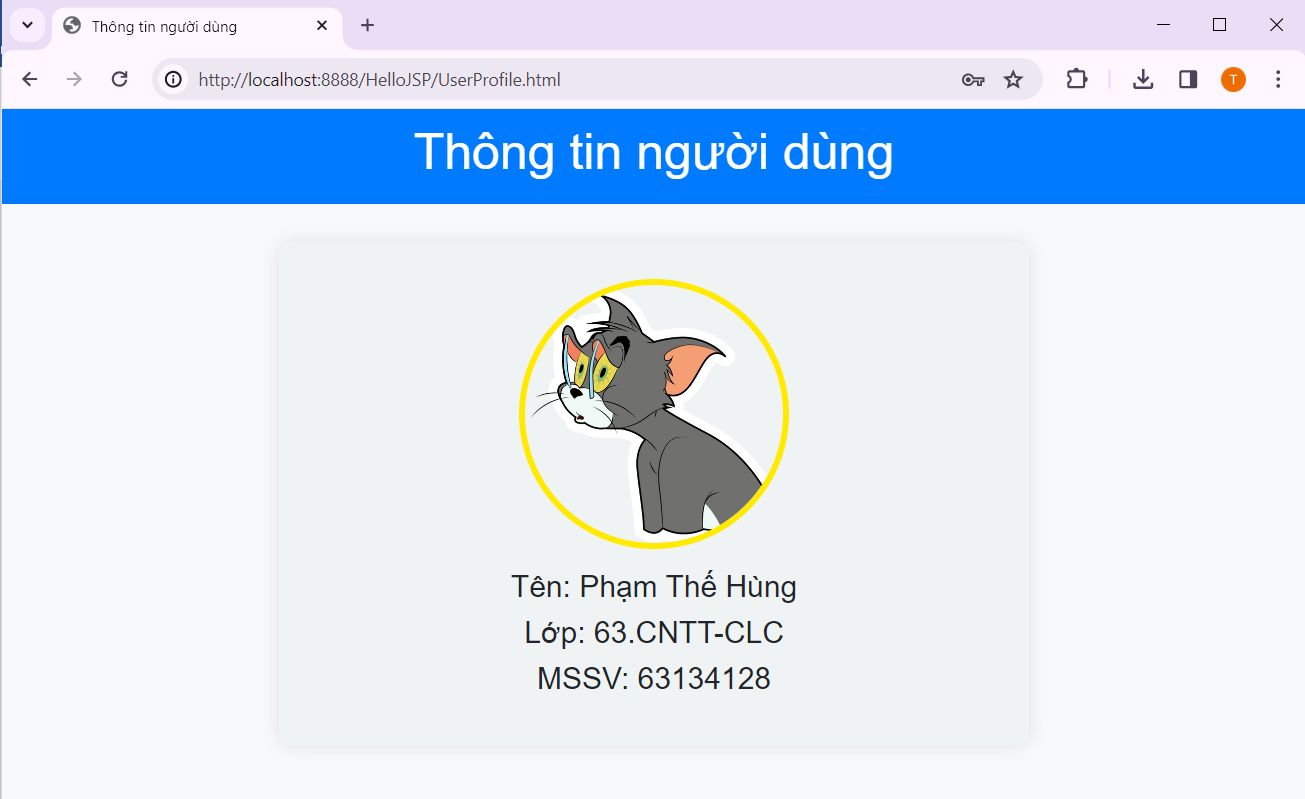 Thông tin người dùng
http://localhost:8888/HelloJSP/UserProfile.html
T
Thông tin người dùng
Tên: Phạm Thế Hùng
Lớp: 63.CNTT-CLC
MSSV: 63134128